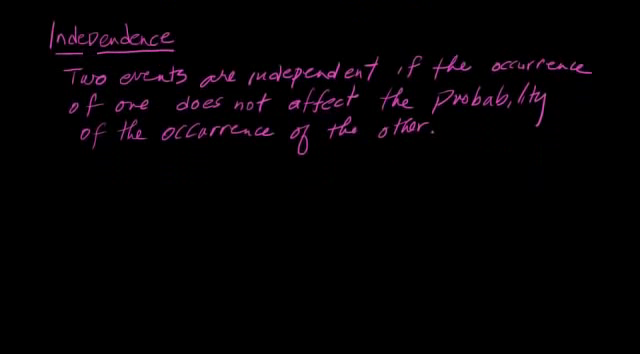 Independence
Two events are independent if the occurrence
of one does not affect the probability
of the occurrence of the other.